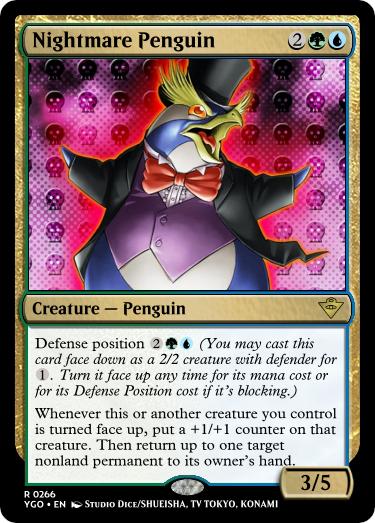 Nightmare Penguin 2
Creature — Penguin
Defense position 2 (You may cast this
card face down as a 2/2 creature with defender for
1. Turn it face up any time for its mana cost or
for its Defense Position cost if it's blocking.)
Whenever this or another creature you control
is turned face up, put a +1/+1 counter on
that creature. Then return up to one target
nonland permanent to its owner's hand.
3/5
R 0266
YGO • EN Studio Dice/SHUEISHA, TV TOKYO, KONAMI